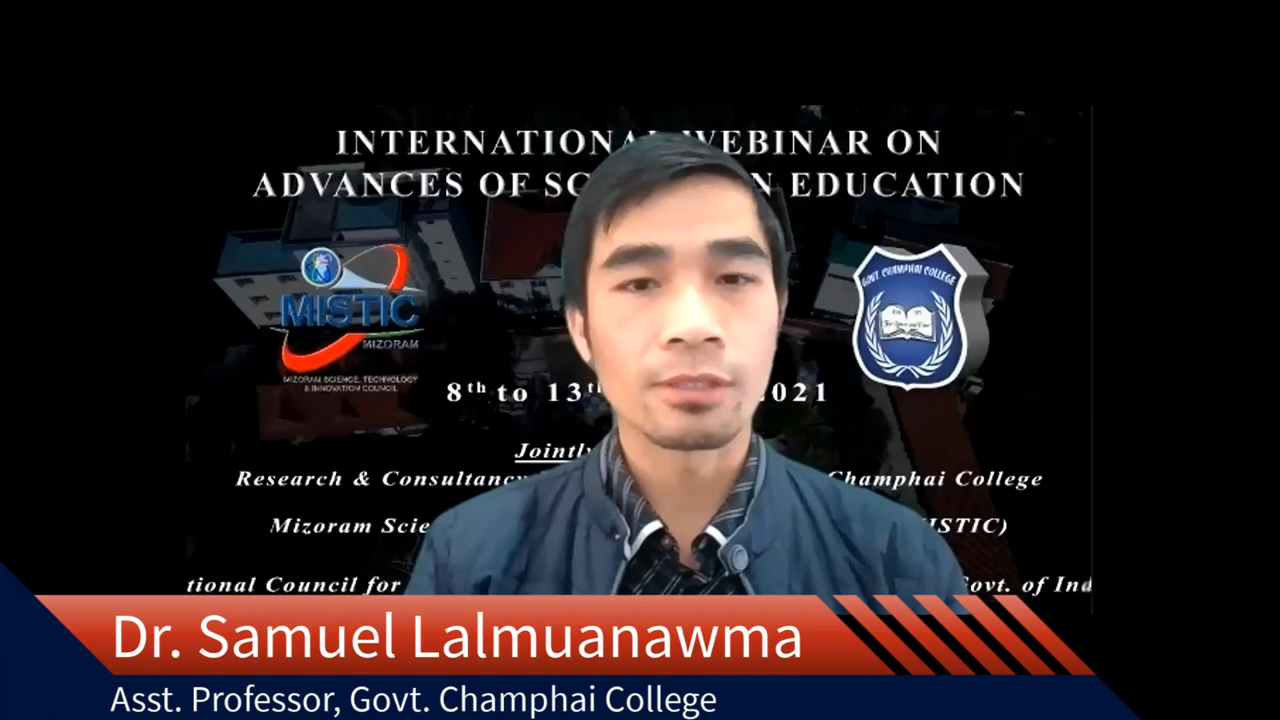 INTERNATIONAL WEBINAR ON
ADVANCES OF SC N EDUCATION
MISTIC
MIZORAM
MIZORAM SCIENCE, TECHNOLOGY
& INNOVATION COUNCIL
GOVT. CHAMPHAI COLLEGE
8th to 13th 2021
Jointly
Research & Consultancy Champhai College
Mizoram Scie ISTIC)
tional Council for Govt. of Ind
Dr. Samuel Lalmuanawma
Asst. Professor, Govt. Champhai College